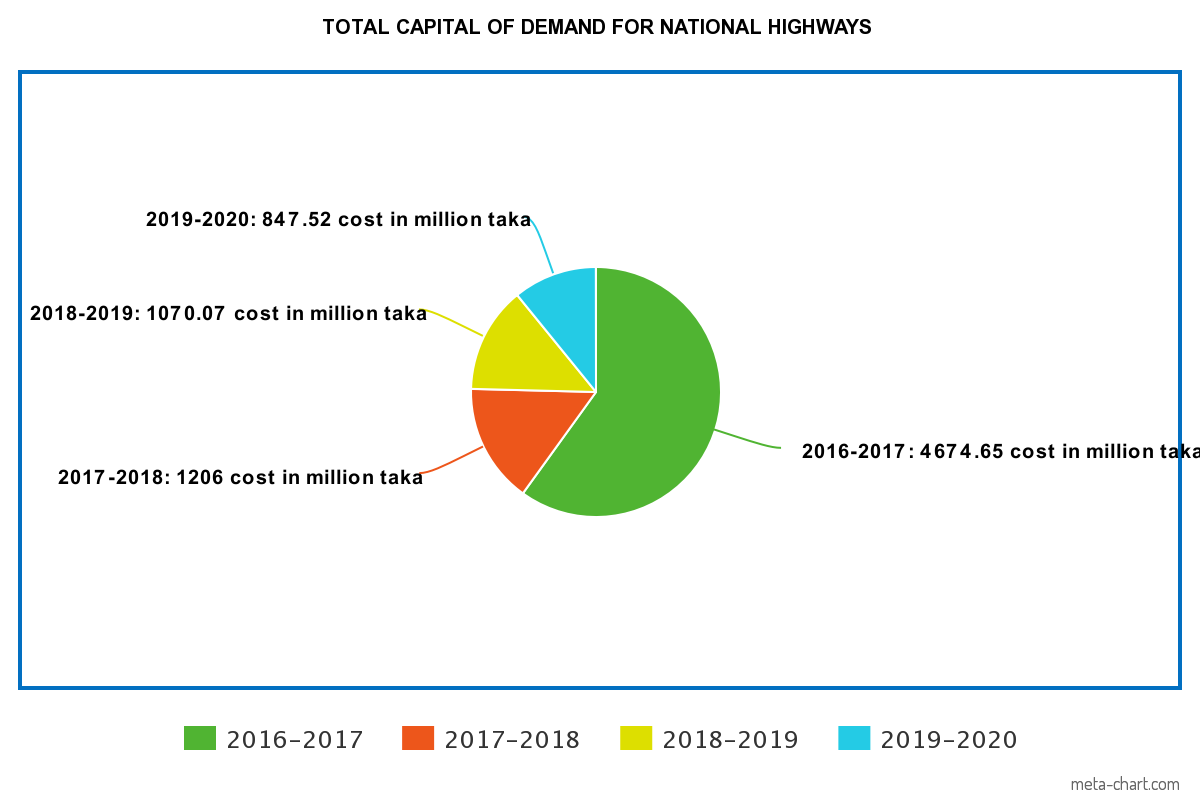 TOTAL CAPITAL OF DEMAND FOR NATIONAL HIGHWAYS
2019-2020: 847.52 cost in million taka
2018-2019: 1070.07 cost in million taka
2016-2017: 4674.65 cost in million taka
2017-2018: 1206 cost in million taka
2016-2017
2017-2018
2018-2019
2019-2020
meta-chart.com